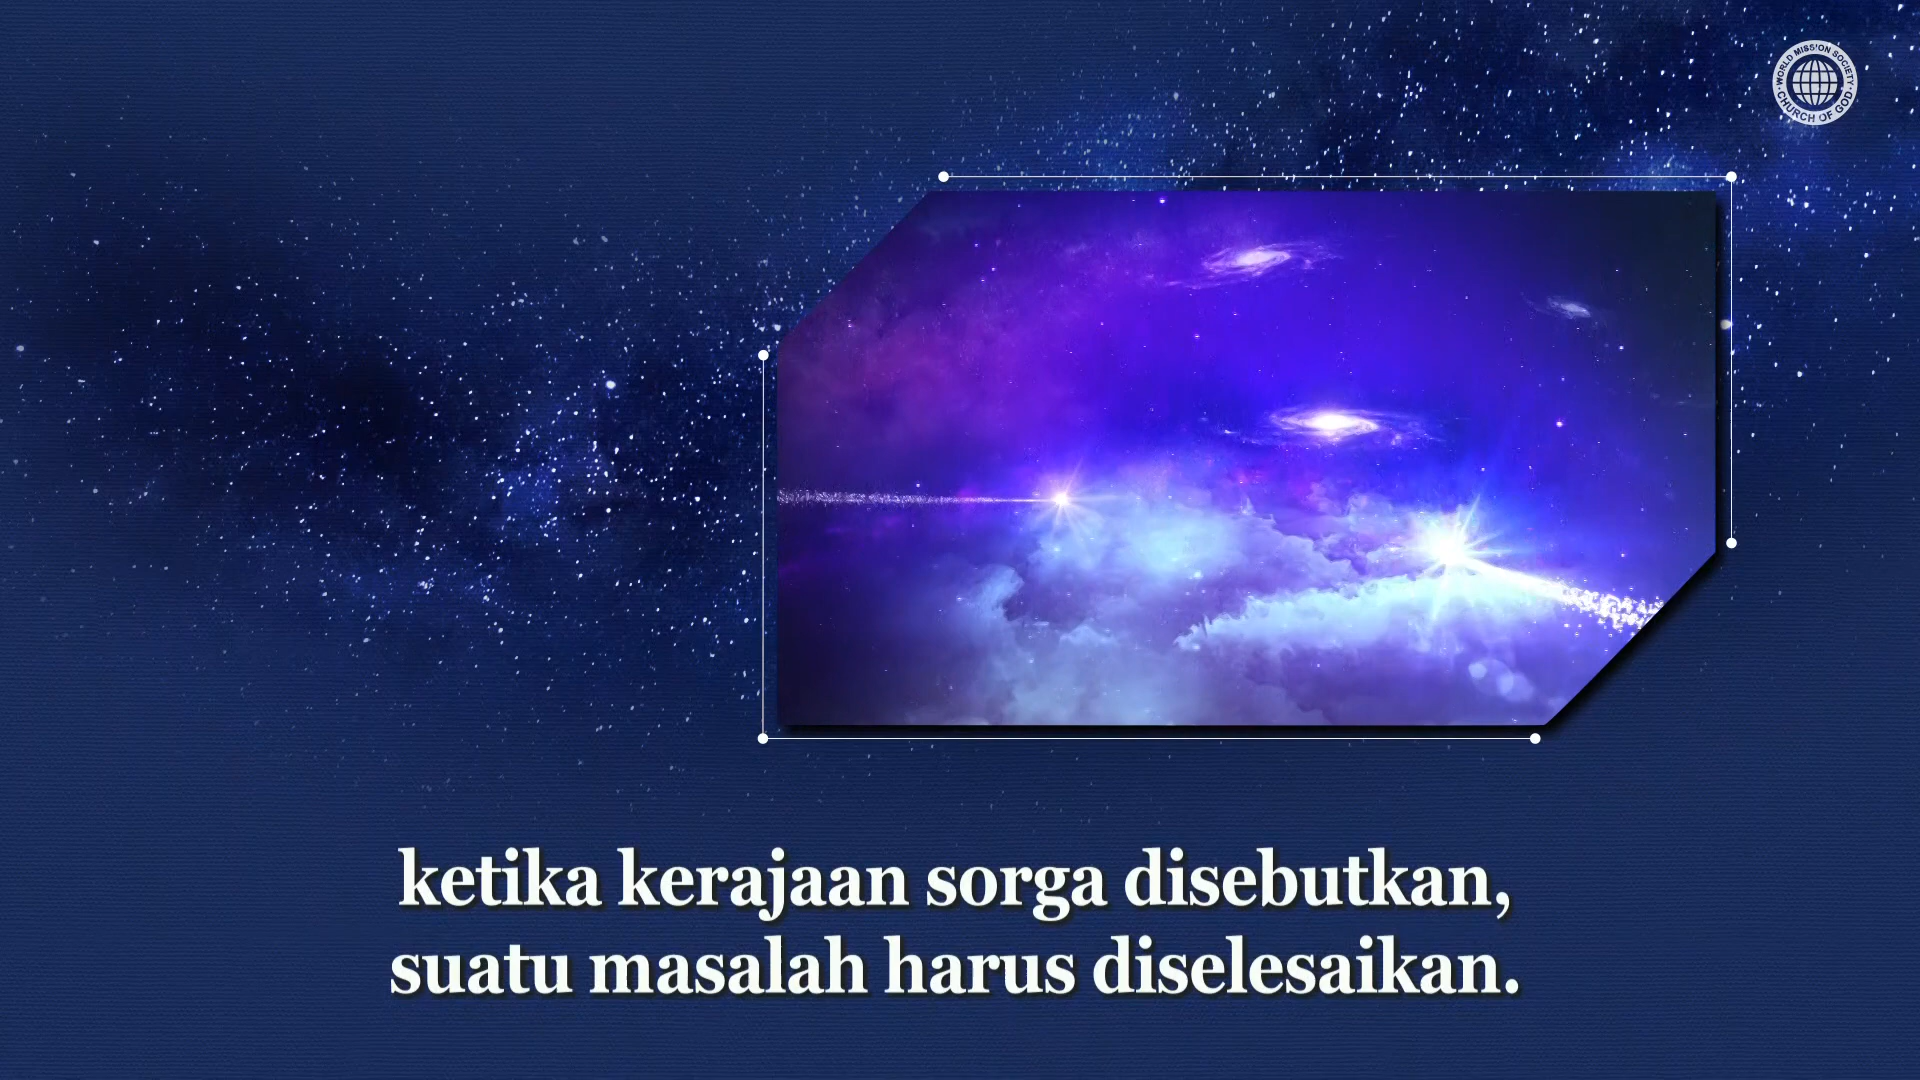 WORLD MISSION SOCIETY
CHURCH OF GOD
ketika kerajaan sorga disebutkan,
suatu masalah harus diselesaikan.